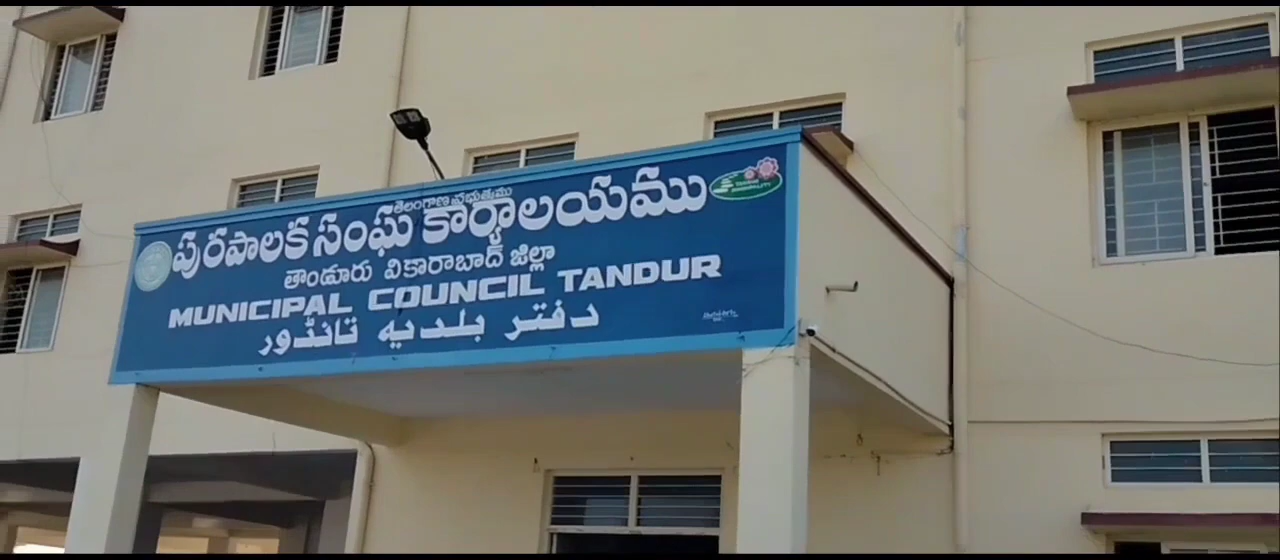 తెలంగాణ ప్రభుత్వము
పురపాలక సంఘ కార్యాలయము
తాండూరు వికారాబాద్ జిల్లా
MUNICIPAL COUNCIL TANDUR
دفتر بلدیہ تانڈور